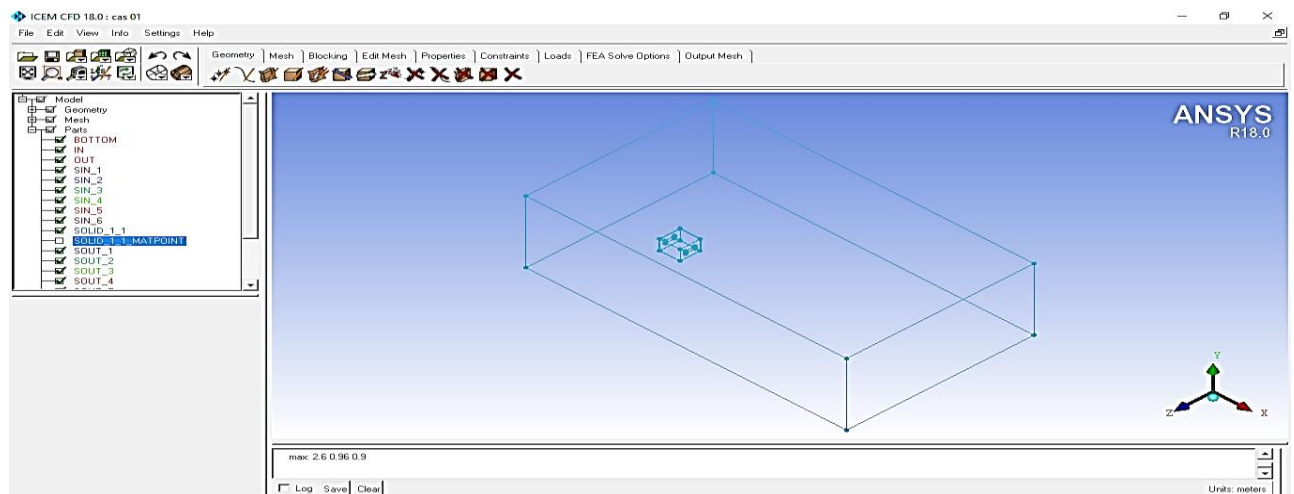 ICEM CFD 18.0 : cas 01
File Edit View Info Settings Help
Geometry Mesh Blocking Edit Mesh Properties Constraints Loads FEA Solve Options Output Mesh
Model
Geometry
Mesh
Parts
BOTTOM
IN
OUT
SIN_1
SIN_2
SIN_3
SIN_4
SIN_5
SIN_6
SOLID_1_1
SOLID_1_1_MATPOINT
SOUT_1
SOUT_2
SOUT_3
SOUT_4
ANSYS
R18.0
Y
Z X
max: 2.6 0.96 0.9
Log Save Clear Units: meters